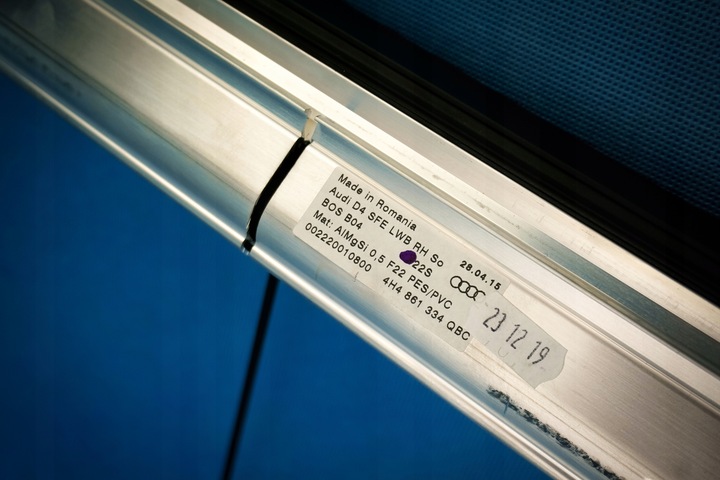 Made in Romania
Audi D4 SFE LWB RH So
BOS B04 22S
Mat: AlMgSi 0,5 F22 PES/PVC
002220010800 4H4 861 334 QBC
28.04.15
23 12 19